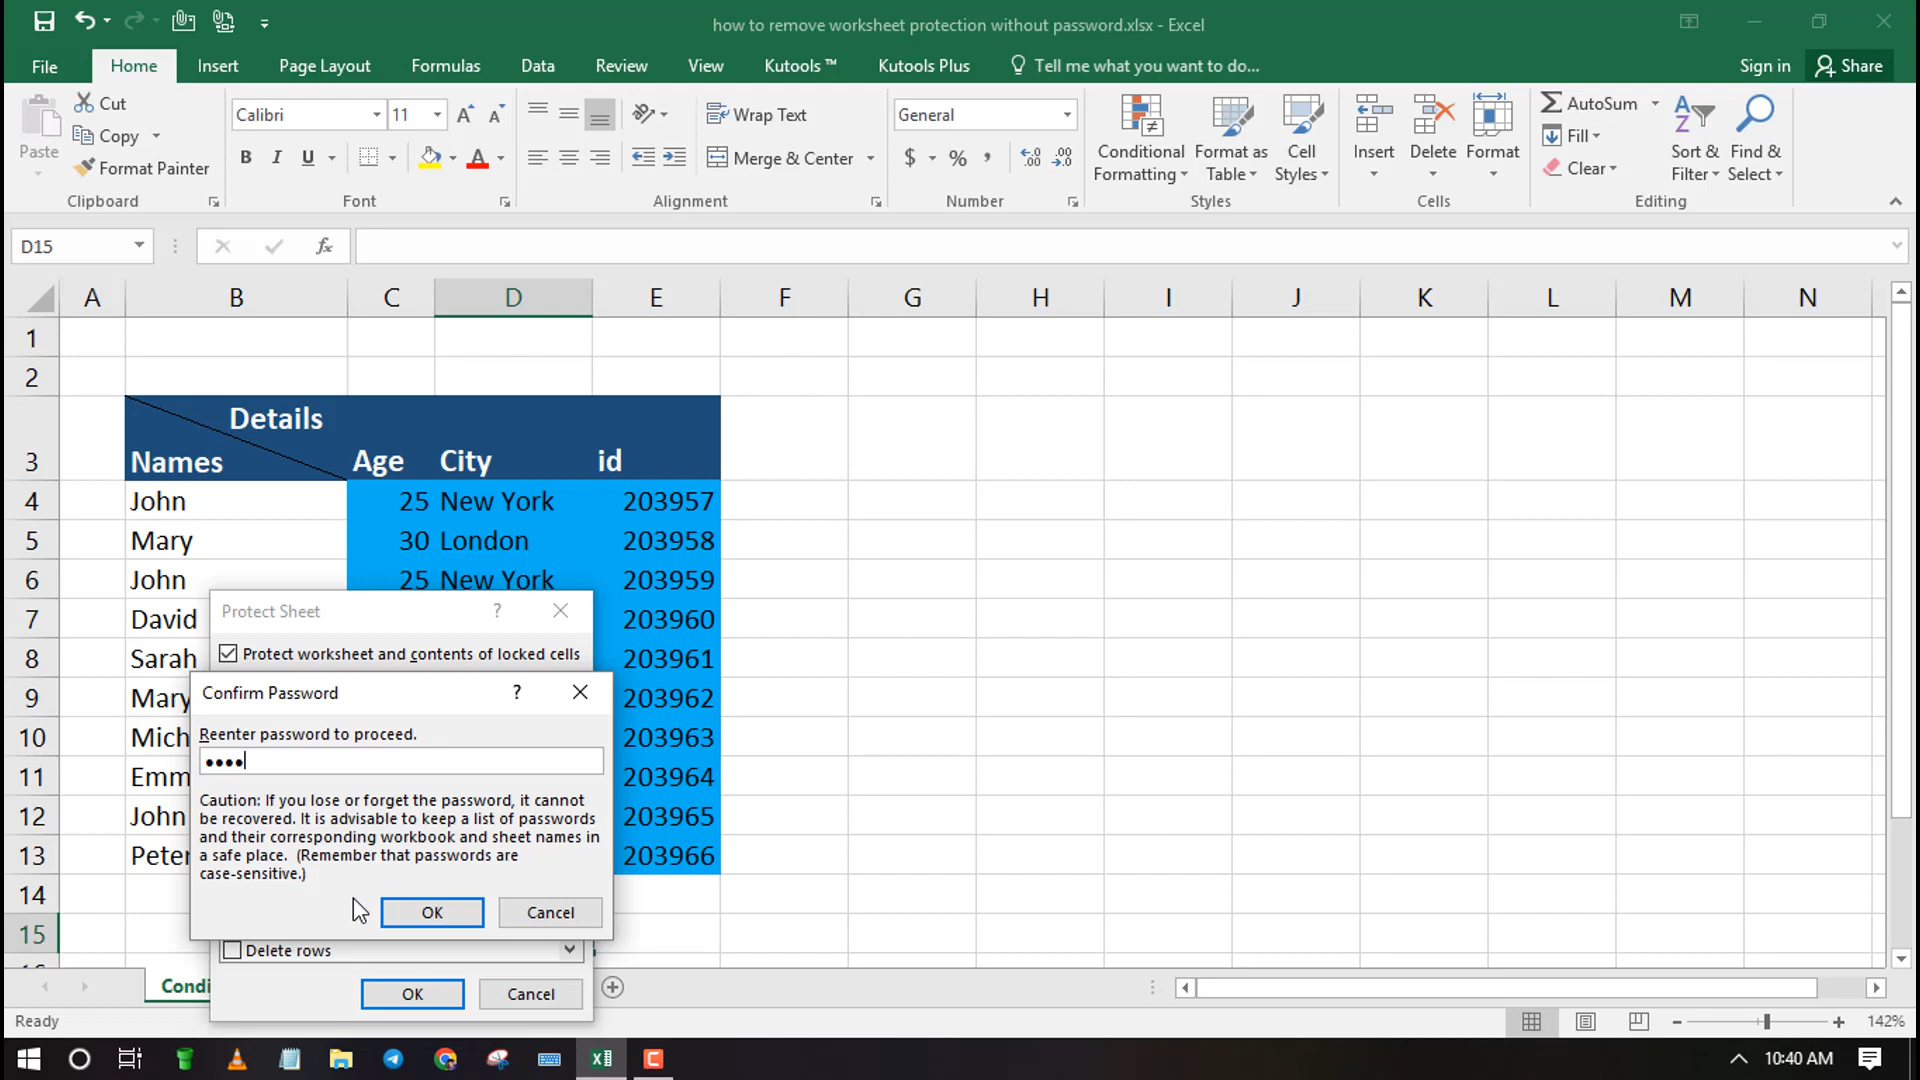 how to remove worksheet protection without password.xlsx - Excel
File Home Insert Page Layout Formulas Data Review View Kutools ™ Kutools Plus Tell me what you want to do... Sign in Share
Paste
Cut
Copy
Format Painter
Clipboard
Calibri 11
B I U A
Font
Wrap Text
Merge & Center
Alignment
General
$ % ,
Number
Conditional Formatting
Format as Table
Cell Styles
Styles
Insert Delete Format
Cells
AutoSum
Fill
Clear
Sort & Filter
Find & Select
Editing
D15 fx
A B C D E F G H I J K L M N
1
2
Details
3 Names Age City id
4 John 25 New York 203957
5 Mary 30 London 203958
6 John 25 New York 203959
7 David 203960
8 Sarah 203961
9 Mary 203962
10 Mich 203963
11 Emm 203964
12 John 203965
13 Peter 203966
14
15
Protect Sheet ?
Protect worksheet and contents of locked cells
Confirm Password ?
Reenter password to proceed.
••••
Caution: If you lose or forget the password, it cannot
be recovered. It is advisable to keep a list of passwords
and their corresponding workbook and sheet names in
a safe place. (Remember that passwords are
case-sensitive.)
OK Cancel
Delete rows
OK Cancel
Condi
Ready 142%
10:40 AM